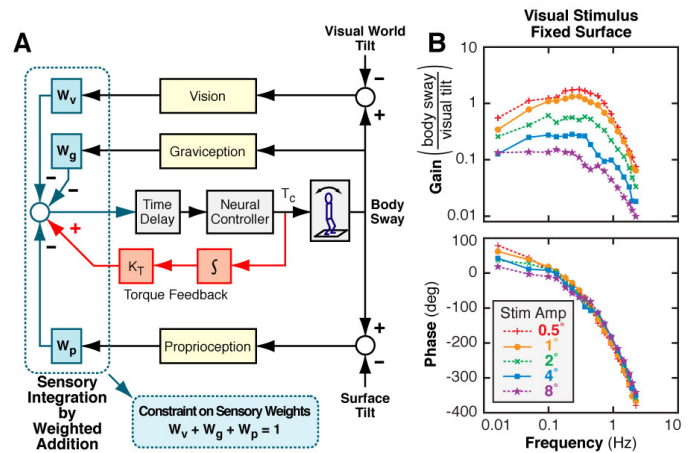 A
Visual World
Tilt
−
+
Wv
Vision
Wg
Graviception
−
−
−
+
Time
Delay
Neural
Controller
Tc
Body
Sway
KT
∫
Torque Feedback
Wp
Proprioception
+
−
Surface
Tilt
Sensory
Integration
by
Weighted
Addition
Constraint on Sensory Weights
Wv + Wg + Wp = 1
B
Visual Stimulus
Fixed Surface
Gain (body sway / visual tilt)
10
1
0.1
0.01
Phase (deg)
100
0
-100
-200
-300
-400
Stim Amp
0.5°
1°
2°
4°
8°
0.01
0.1
1
10
Frequency (Hz)